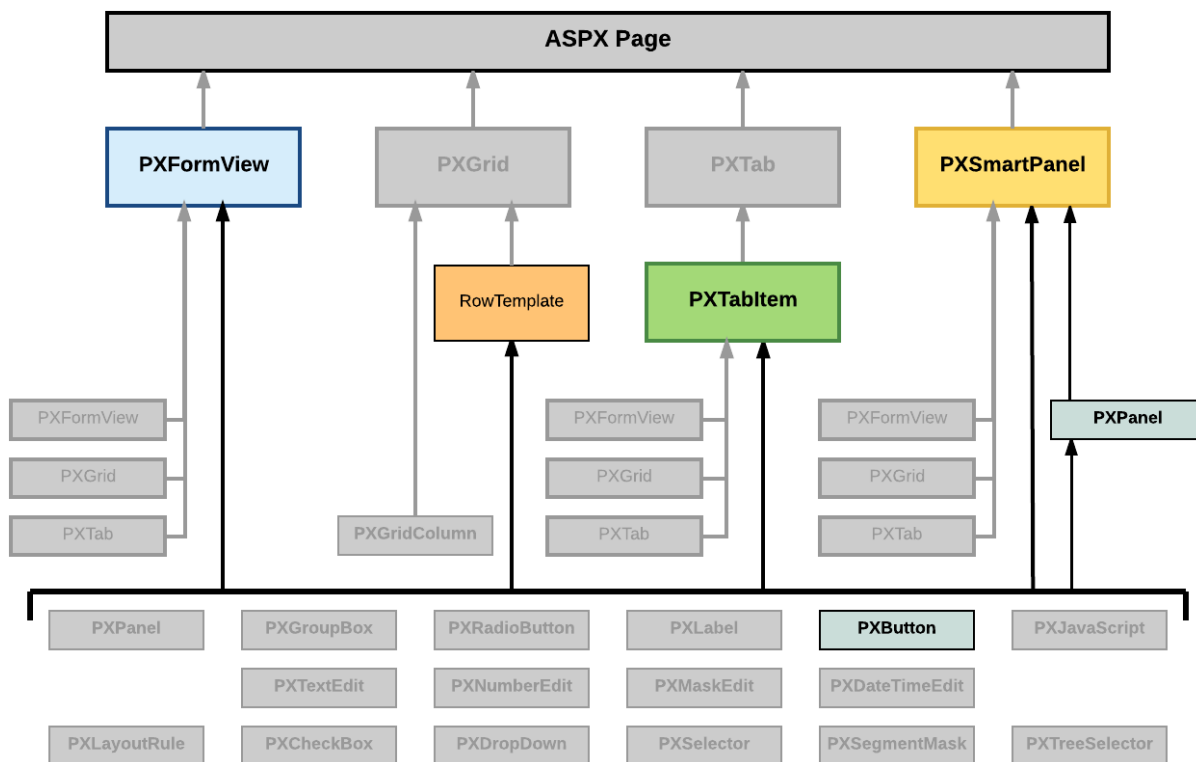 ASPX Page
PXFormView
PXGrid
PXTab
PXSmartPanel
RowTemplate
PXTabItem
PXFormView
PXFormView
PXFormView
PXPanel
PXGrid
PXGrid
PXGrid
PXTab
PXGridColumn
PXTab
PXTab
PXPanel
PXGroupBox
PXRadioButton
PXLabel
PXButton
PXJavaScript
PXTextEdit
PXNumberEdit
PXMaskEdit
PXDateTimeEdit
PXLayoutRule
PXCheckBox
PXDropDown
PXSelector
PXSegmentMask
PXTreeSelector